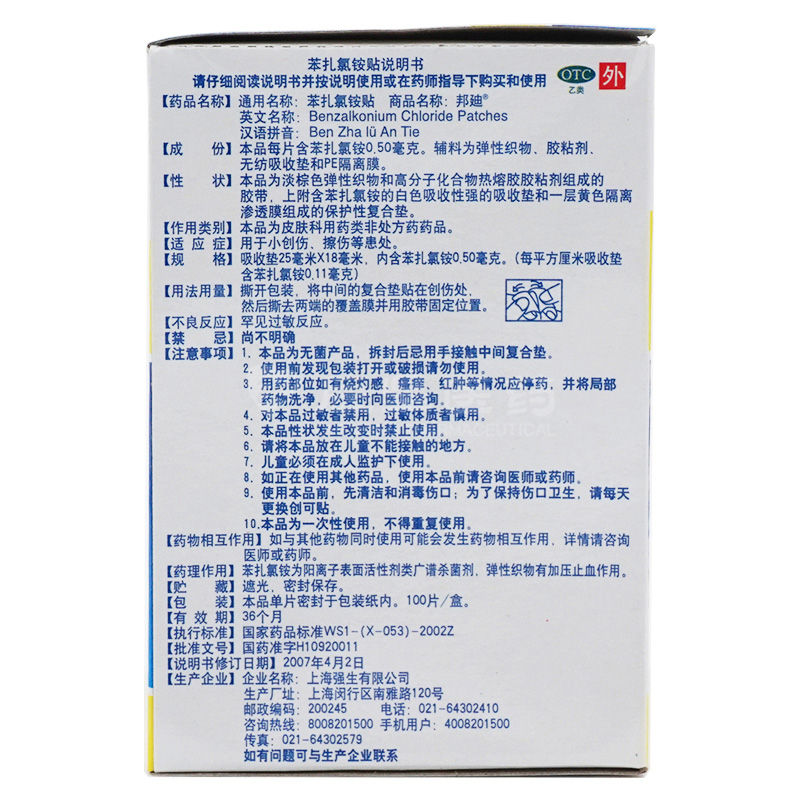 苯扎氯铵贴说明书
请仔细阅读说明书并按说明使用或在药师指导下购买和使用
OTC
乙类
外
【药品名称】通用名称：苯扎氯铵贴 商品名称：邦廸®
英文名称：Benzalkonium Chloride Patches
汉语拼音：Ben Zha lü An Tie
【成 份】本品每片含苯扎氯铵0.50毫克。辅料为弹性织物、胶粘剂、
无纺吸收垫和PE隔离膜。
【性 状】本品为淡棕色弹性织物和高分子化合物热熔胶胶粘剂组成的
胶带，上附含苯扎氯铵的白色吸收性强的吸收垫和一层黄色隔离
渗透膜组成的保护性复合垫。
【作用类别】本品为皮肤科用药类非处方药药品。
【适 应 症】用于小创伤、擦伤等患处。
【规 格】吸收垫25毫米X18毫米，内含苯扎氯铵0.50毫克。（每平方厘米吸收垫
含苯扎氯铵0.11毫克）
【用法用量】撕开包装，将中间的复合垫贴在创伤处，
然后撕去两端的覆盖膜并用胶带固定位置。
【不良反应】罕见过敏反应。
【禁 忌】尚不明确
【注意事项】1. 本品为无菌产品，拆封后忌用手接触中间复合垫。
2. 使用前发现包装打开或破损请勿使用。
3. 用药部位如有烧灼感、瘙痒、红肿等情况应停药，并将局部
药物洗净，必要时向医师咨询。
4. 对本品过敏者禁用，过敏体质者慎用。
5. 本品性状发生改变时禁止使用。
6. 请将本品放在儿童不能接触的地方。
7. 儿童必须在成人监护下使用。
8. 如正在使用其他药品，使用本品前请咨询医师或药师。
9. 使用本品前，先清洁和消毒伤口；为了保持伤口卫生，请每天
更换创可贴。
10.本品为一次性使用，不得重复使用。
【药物相互作用】如与其他药物同时使用可能会发生药物相互作用，详情请咨询
医师或药师。
【药理作用】苯扎氯铵为阳离子表面活性剂类广谱杀菌剂，弹性织物有加压止血作用。
【贮 藏】遮光，密封保存。
【包 装】本品单片密封于包装纸内。100片／盒。
【有 效 期】36个月
【执行标准】国家药品标准WS1-(X-053)-2002Z
【批准文号】国药准字H10920011
【说明书修订日期】2007年4月2日
【生产企业】企业名称：上海强生有限公司
生产厂址：上海闵行区南雅路120号
邮政编码：200245 电话：021-64302410
咨询热线：8008201500 手机用户：4008201500
传真：021-64302579
如有问题可与生产企业联系